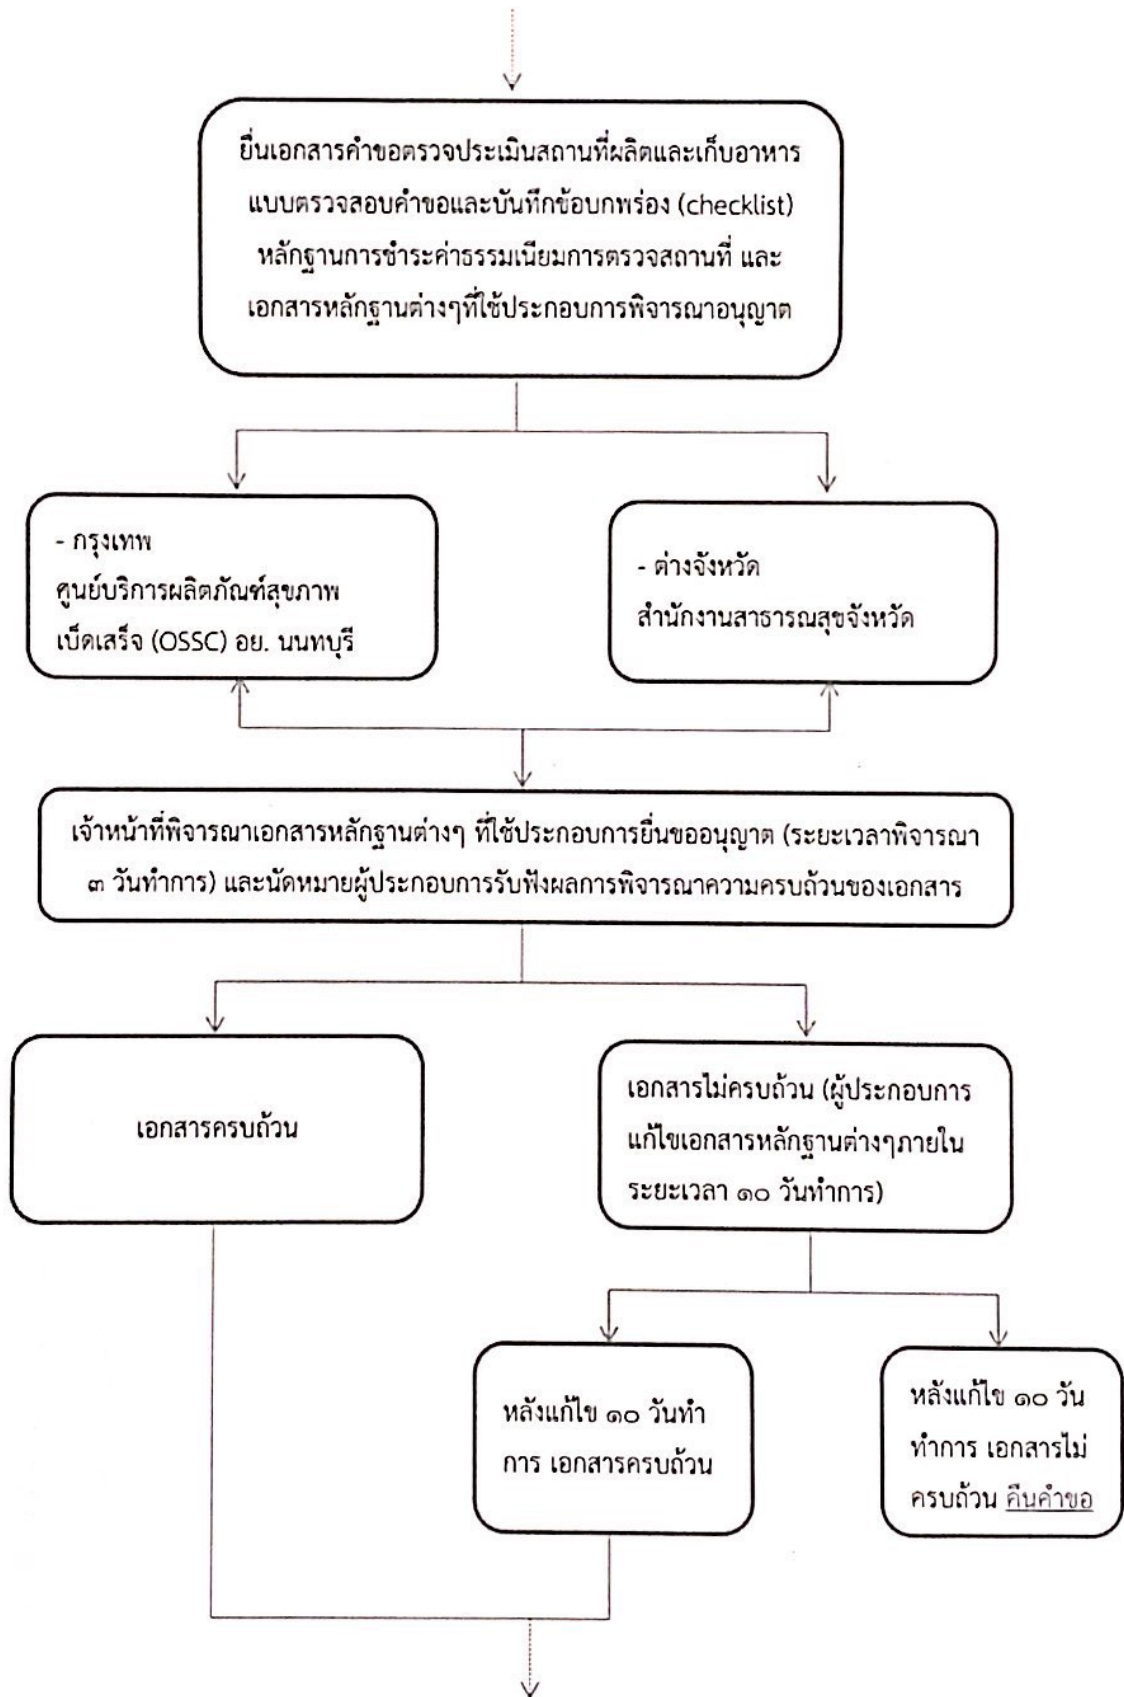 ยื่นเอกสารคำขอตรวจประเมินสถานที่ผลิตและเก็บอาหาร
แบบตรวจสอบคำขอและบันทึกข้อบกพร่อง (checklist)
หลักฐานการชำระค่าธรรมเนียมการตรวจสถานที่ และ
เอกสารหลักฐานต่างๆที่ใช้ประกอบการพิจารณาอนุญาต
- กรุงเทพ
ศูนย์บริการผลิตภัณฑ์สุขภาพ
เบ็ดเสร็จ (OSSC) อย. นนทบุรี
- ต่างจังหวัด
สำนักงานสาธารณสุขจังหวัด
เจ้าหน้าที่พิจารณาเอกสารหลักฐานต่างๆ ที่ใช้ประกอบการยื่นขออนุญาต (ระยะเวลาพิจารณา
๓ วันทำการ) และนัดหมายผู้ประกอบการรับฟังผลการพิจารณาความครบถ้วนของเอกสาร
เอกสารครบถ้วน
เอกสารไม่ครบถ้วน (ผู้ประกอบการ
แก้ไขเอกสารหลักฐานต่างๆภายใน
ระยะเวลา ๑๐ วันทำการ)
หลังแก้ไข ๑๐ วันทำ
การ เอกสารครบถ้วน
หลังแก้ไข ๑๐ วัน
ทำการ เอกสารไม่
ครบถ้วน คืนคำขอ